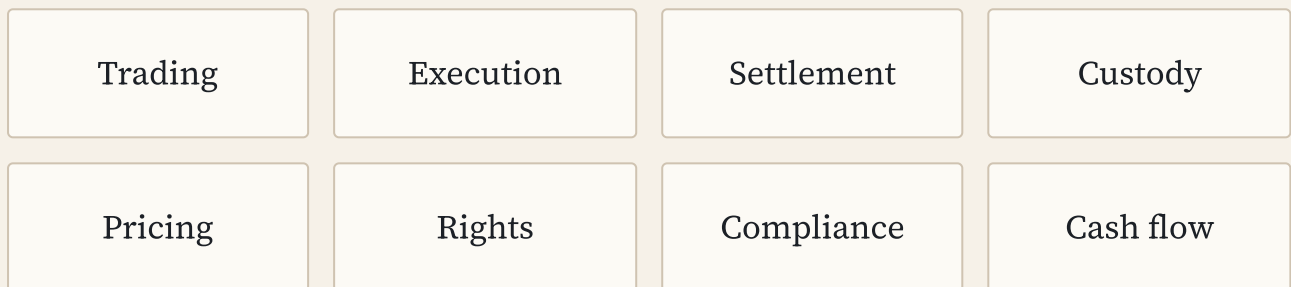 Trading Execution Settlement Custody
Pricing Rights Compliance Cash flow